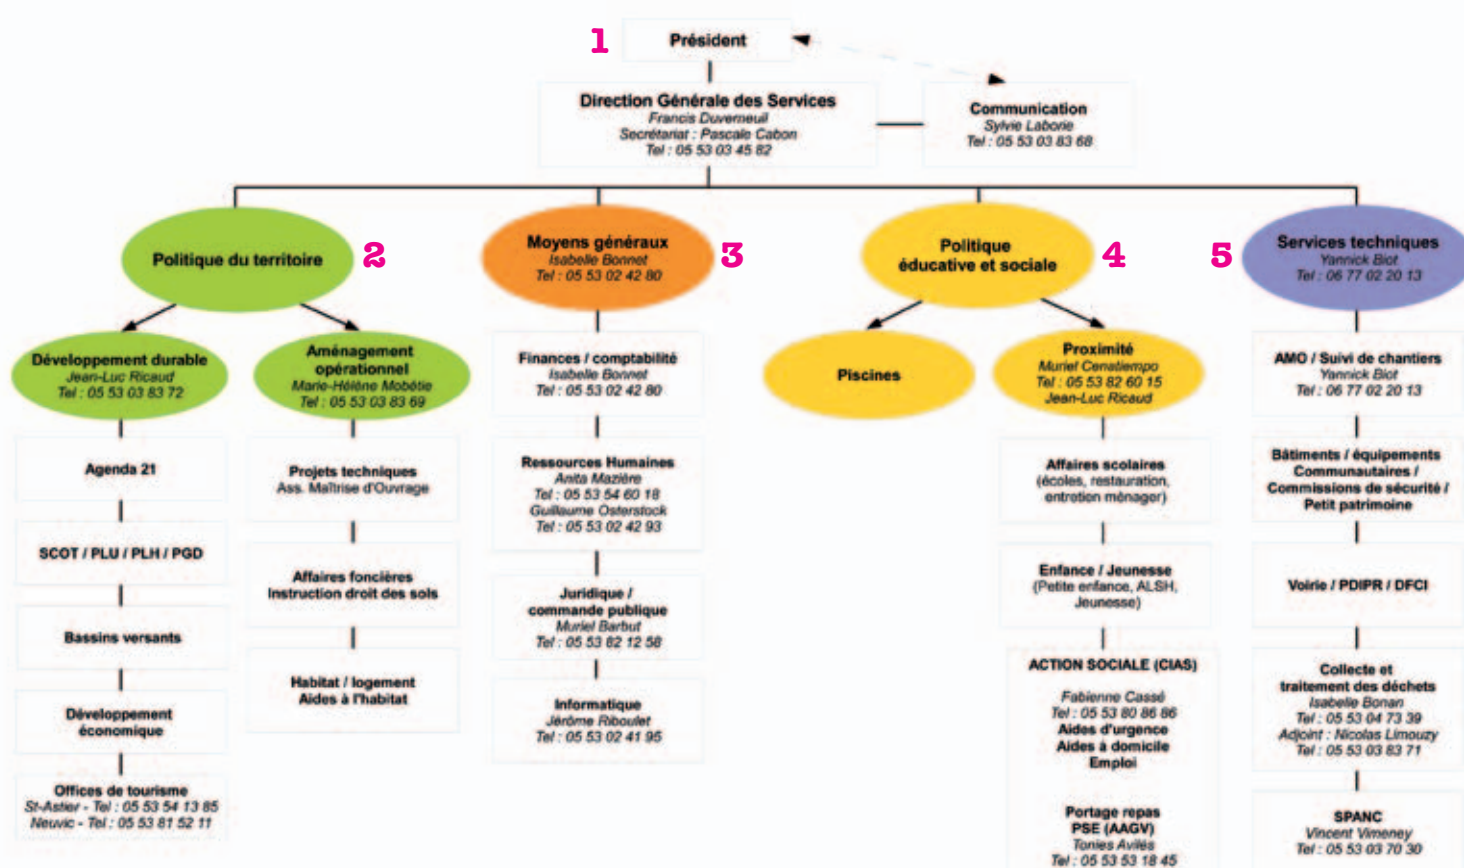 1
Président
Direction Générale des Services
Francis Duverneuil
Secrétariat : Pascale Cabon
Tel : 05 53 03 45 82
Communication
Sylvie Laborie
Tel : 05 53 03 83 68
Politique du territoire
2
Développement durable
Jean-Luc Ricaud
Tel : 05 53 03 83 72
Agenda 21
SCOT / PLU / PLH / PGD
Bassins versants
Développement
économique
Offices de tourisme
St-Astier - Tel : 05 53 54 13 85
Neuvic - Tel : 05 53 81 52 11
Aménagement
opérationnel
Marie-Hélène Mobétie
Tel : 05 53 03 83 69
Projets techniques
Ass. Maîtrise d'Ouvrage
Affaires foncières
Instruction droit des sols
Habitat / logement
Aides à l'habitat
Moyens généraux
Isabelle Bonnet
Tel : 05 53 02 42 80
3
Finances / comptabilité
Isabelle Bonnet
Tel : 05 53 02 42 80
Ressources Humaines
Anita Mazière
Tel : 05 53 54 60 18
Guillaume Osterstock
Tel : 05 53 02 42 93
Juridique /
commande publique
Muriel Barbut
Tel : 05 53 82 12 58
Informatique
Jérôme Riboulet
Tel : 05 53 02 41 95
Politique
éducative et sociale
4
Piscines
Proximité
Muriel Cenatiempo
Tel : 05 53 82 60 15
Jean-Luc Ricaud
Affaires scolaires
(écoles, restauration,
entretien ménager)
Enfance / Jeunesse
(Petite enfance, ALSH,
Jeunesse)
ACTION SOCIALE (CIAS)
Fabienne Cassé
Tel : 05 53 80 86 86
Aides d'urgence
Aides à domicile
Emploi
Portage repas
PSE (AAGV)
Tonies Avilés
Tel : 05 53 53 18 45
5
Services techniques
Yannick Biot
Tel : 06 77 02 20 13
AMO / Suivi de chantiers
Yannick Biot
Tel : 06 77 02 20 13
Bâtiments / équipements
Communautaires /
Commissions de sécurité /
Petit patrimoine
Voirie / PDIPR / DFCI
Collecte et
traitement des déchets
Isabelle Bonan
Tel : 05 53 04 73 39
Adjoint : Nicolas Limouzy
Tel : 05 53 03 83 71
SPANC
Vincent Vimeney
Tel : 05 53 03 70 30